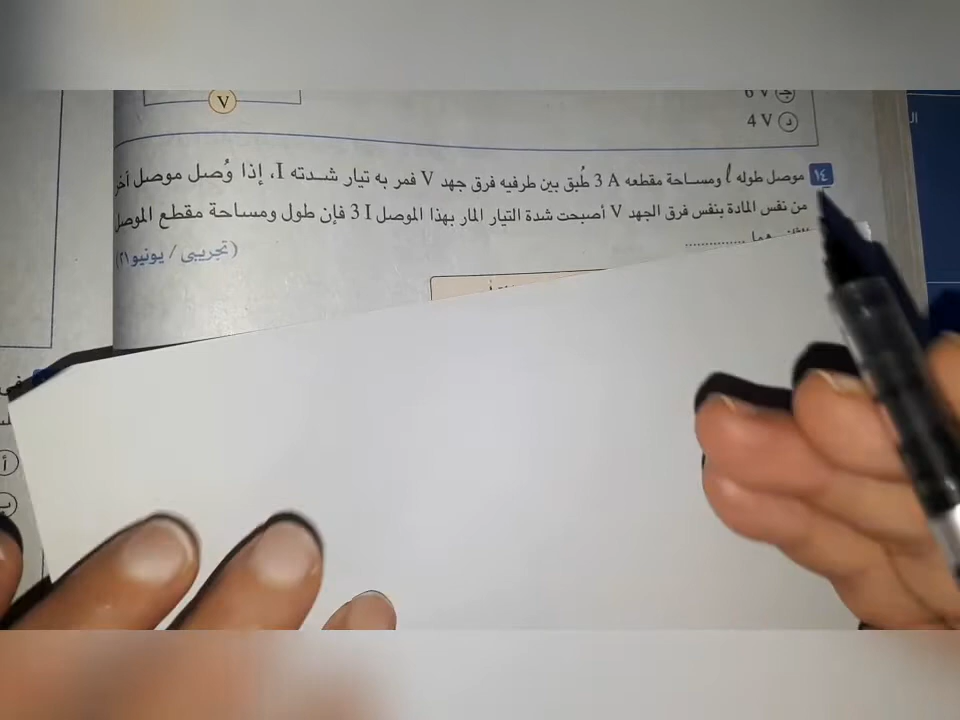 V
6 V ج
4 V د
١٤ موصل طوله l ومساحة مقطعه 3 A طُبق بين طرفيه فرق جهد V فمر به تيار شدته I، إذا وُصل موصل آخر
من نفس المادة بنفس فرق الجهد V أصبحت شدة التيار المار بهذا الموصل 3 I فإن طول ومساحة مقطع الموصل
هما ...............
(تجريبى / يونيو ٢١)
أ
ب